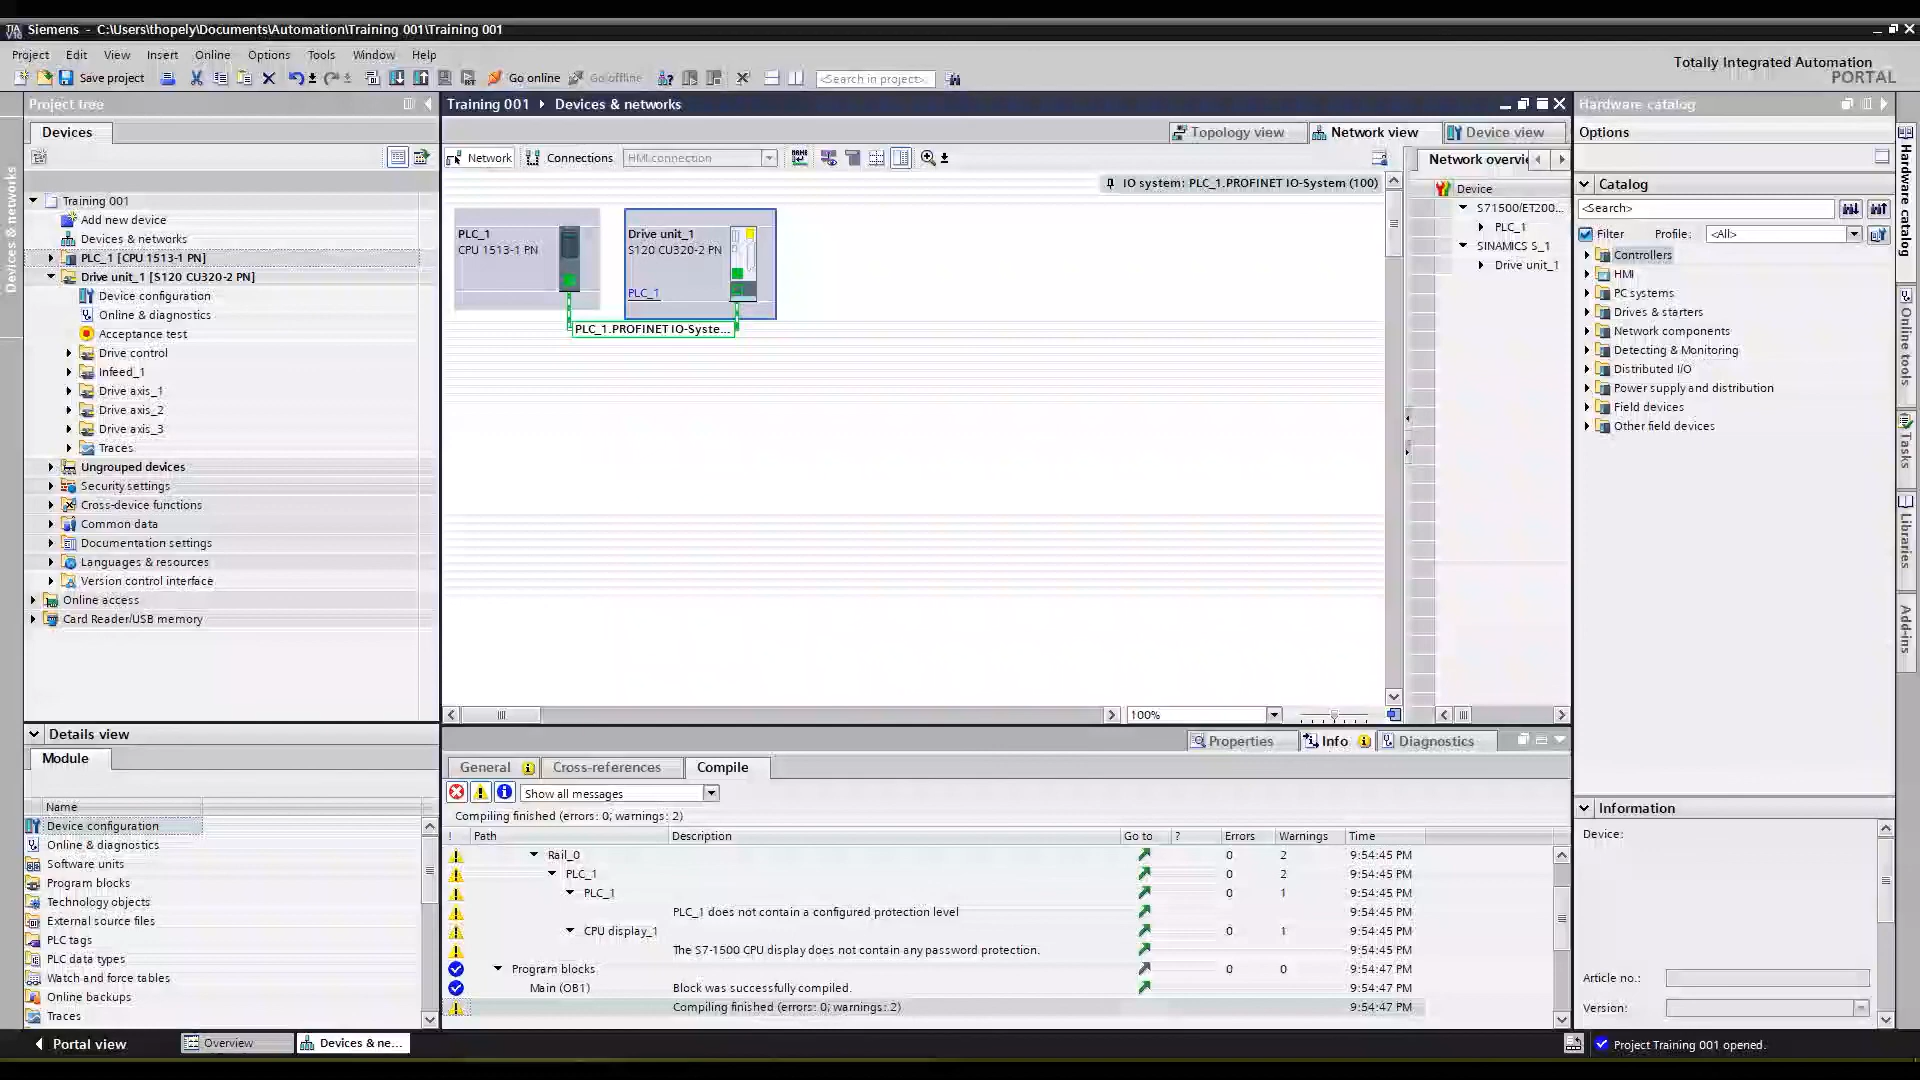 Siemens - C:\Users\thopely\Documents\Automation\Training 001\Training 001
Project Edit View Insert Online Options Tools Window Help
Totally Integrated Automation
PORTAL
Save project
Go online
Go offline
<Search in project>
Project tree
Devices
Devices & networks
Training 001
Add new device
Devices & networks
PLC_1 [CPU 1513-1 PN]
Drive unit_1 [S120 CU320-2 PN]
Device configuration
Online & diagnostics
Acceptance test
Drive control
Infeed_1
Drive axis_1
Drive axis_2
Drive axis_3
Traces
Ungrouped devices
Security settings
Cross-device functions
Common data
Documentation settings
Languages & resources
Version control interface
Online access
Card Reader/USB memory
Details view
Module
Name
Device configuration
Online & diagnostics
Software units
Program blocks
Technology objects
External source files
PLC tags
PLC data types
Watch and force tables
Online backups
Traces
Training 001 Devices & networks
Topology view Network view Device view
Network Connections HMI connection
IO system: PLC_1.PROFINET IO-System (100)
PLC_1
CPU 1513-1 PN
Drive unit_1
S120 CU320-2 PN
PLC_1
PLC_1.PROFINET IO-Syste...
100%
Network overvie
Device
S71500/ET200...
PLC_1
SINAMICS S_1
Drive unit_1
Properties Info Diagnostics
General Cross-references Compile
Show all messages
Compiling finished (errors: 0; warnings: 2)
! Path Description Go to ? Errors Warnings Time
Rail_0 0 2 9:54:45 PM
PLC_1 0 2 9:54:45 PM
PLC_1 0 1 9:54:45 PM
PLC_1 does not contain a configured protection level 9:54:45 PM
CPU display_1 0 1 9:54:45 PM
The S7-1500 CPU display does not contain any password protection. 9:54:45 PM
Program blocks 0 0 9:54:47 PM
Main (OB1) Block was successfully compiled. 9:54:47 PM
Compiling finished (errors: 0; warnings: 2) 9:54:47 PM
Hardware catalog
Options
Catalog
<Search>
Filter Profile: <All>
Controllers
HMI
PC systems
Drives & starters
Network components
Detecting & Monitoring
Distributed I/O
Power supply and distribution
Field devices
Other field devices
Information
Device:
Article no.:
Version:
Hardware catalog
Online tools
Tasks
Libraries
Add-ins
Portal view
Overview
Devices & ne...
Project Training 001 opened.